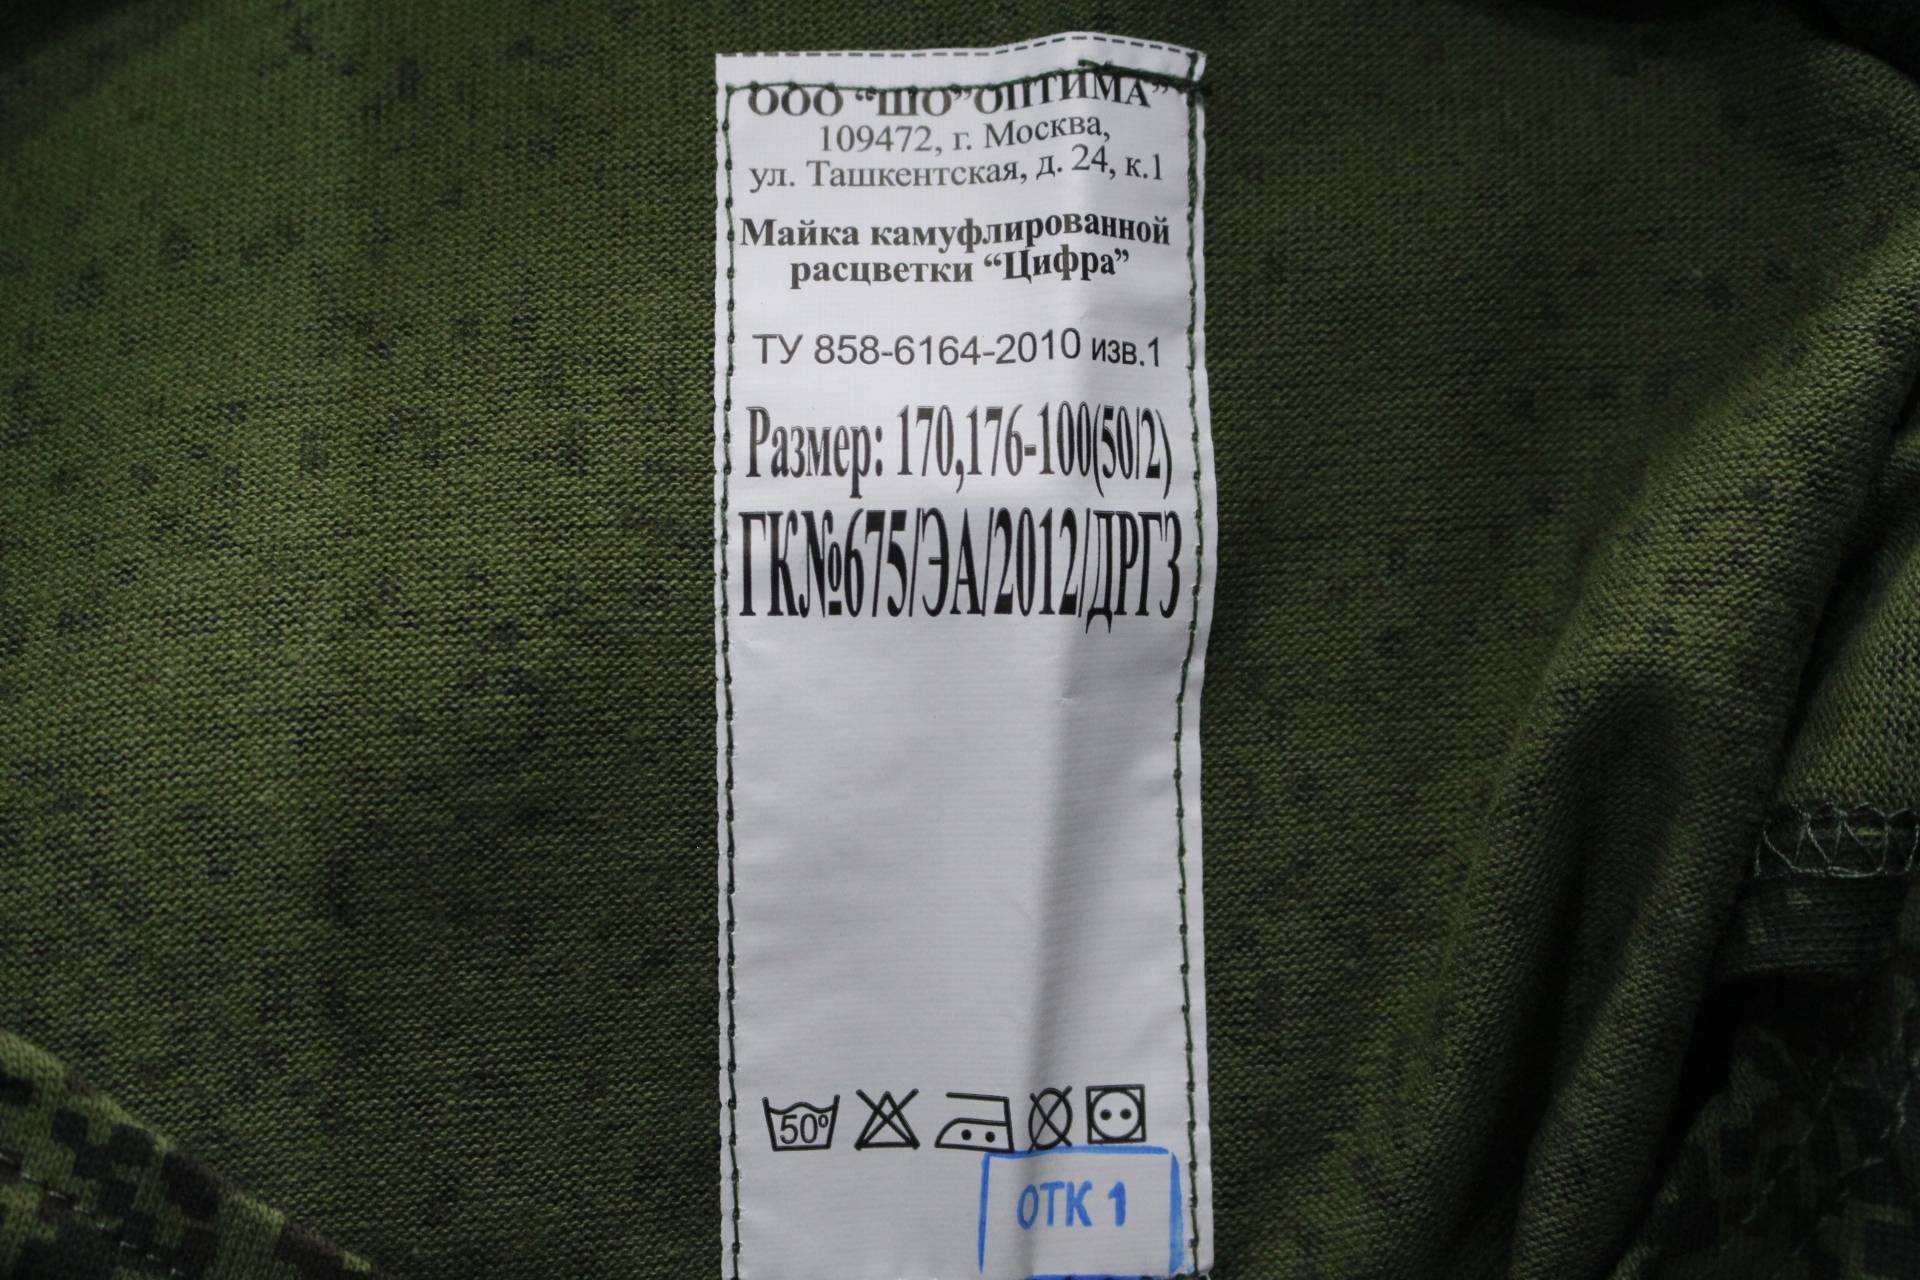 ООО “ШО”ОПТИМА”
109472, г. Москва,
ул. Ташкентская, д. 24, к.1
Майка камуфлированной
расцветки “Цифра”
ТУ 858-6164-2010 изв.1
Размер: 170,176-100(50/2)
ГК№675/ЭА/2012/ДРГЗ
50º
ОТК 1